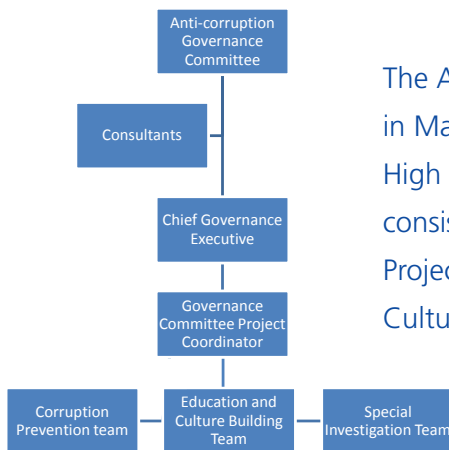 Anti-corruption
Governance
Committee
Consultants
Chief Governance
Executive
Governance
Committee Project
Coordinator
Corruption
Prevention team
Education and
Culture Building
Team
Special
Investigation Team
The A
in Ma
High
consis
Projec
Cultu